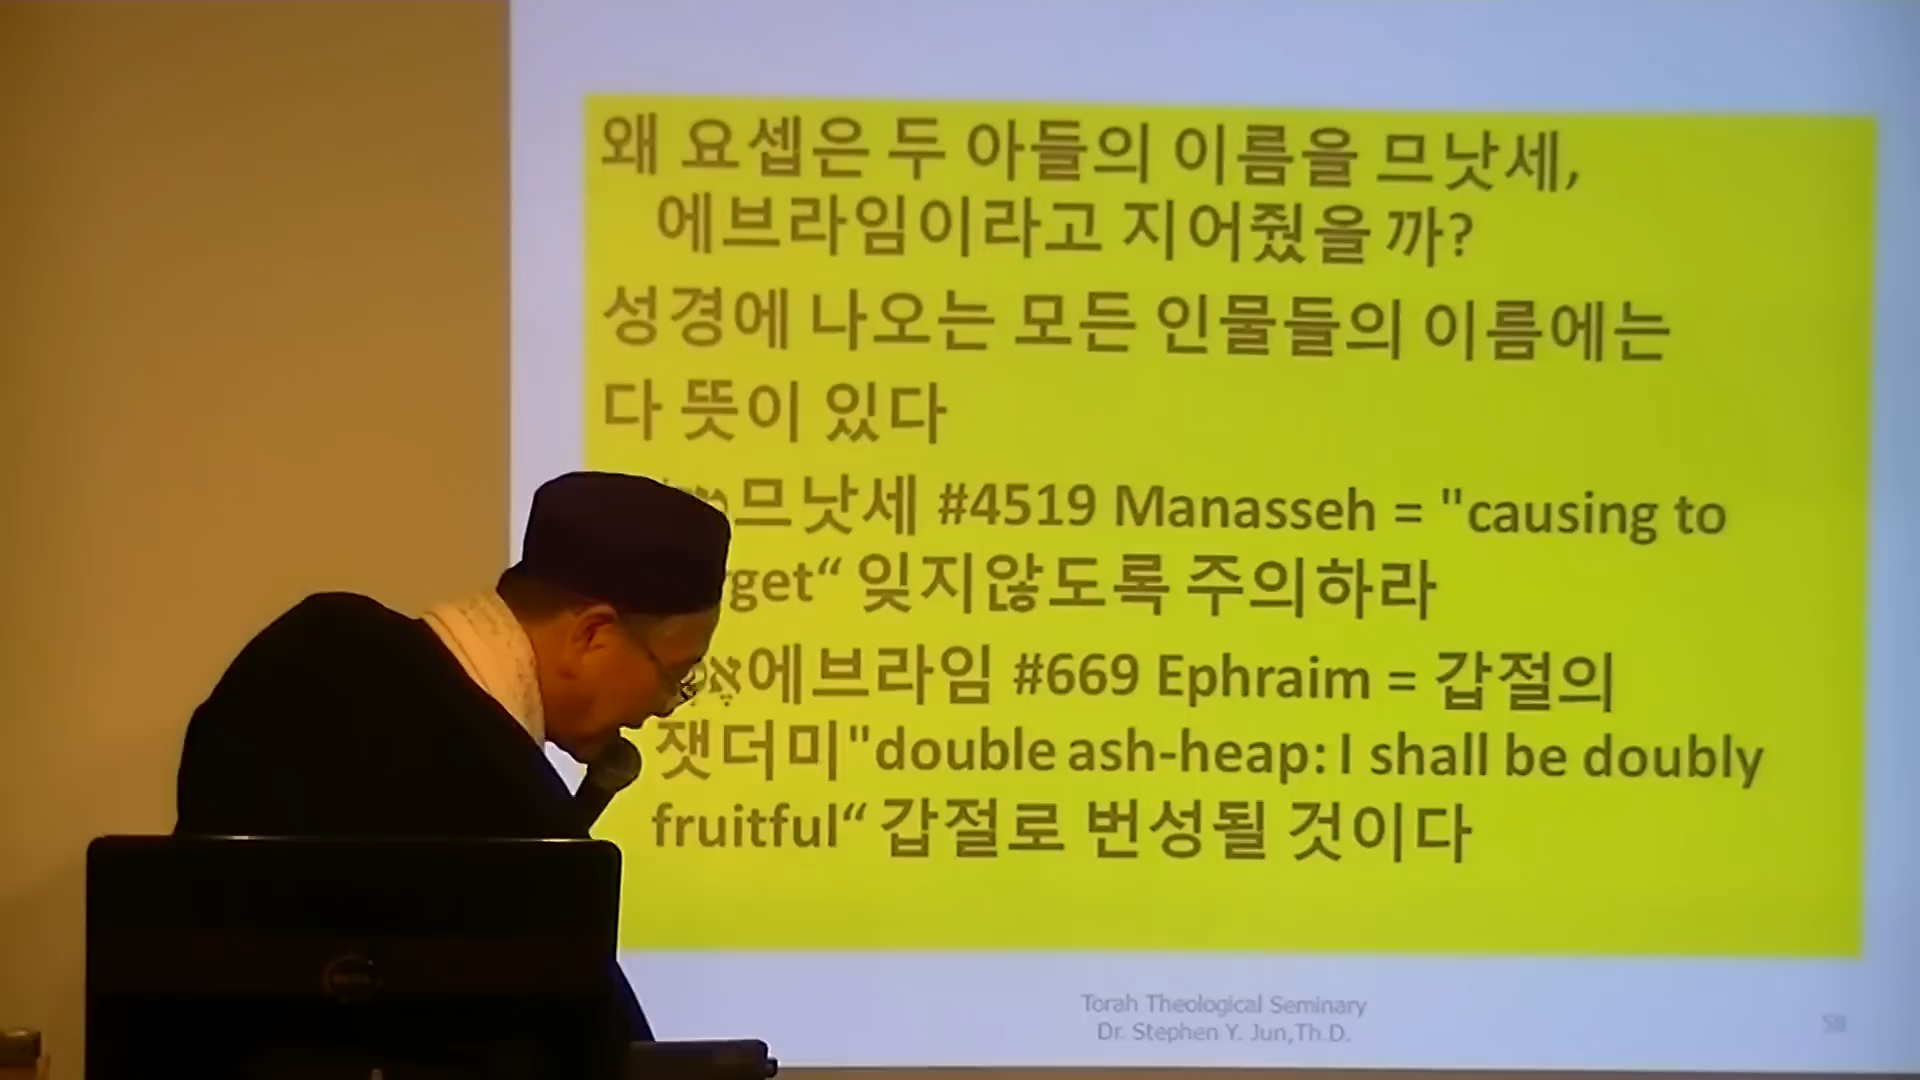 왜 요셉은 두 아들의 이름을 므낫세,
에브라임이라고 지어줬을 까?
성경에 나오는 모든 인물들의 이름에는
다 뜻이 있다
므낫세 #4519 Manasseh = "causing to
잊지않도록 주의하라
에브라임 #669 Ephraim = 갑절의
잿더미"double ash-heap: I shall be doubly
fruitful“ 갑절로 번성될 것이다
Torah Theological Seminary
Dr. Stephen Y. Jun,Th.D.